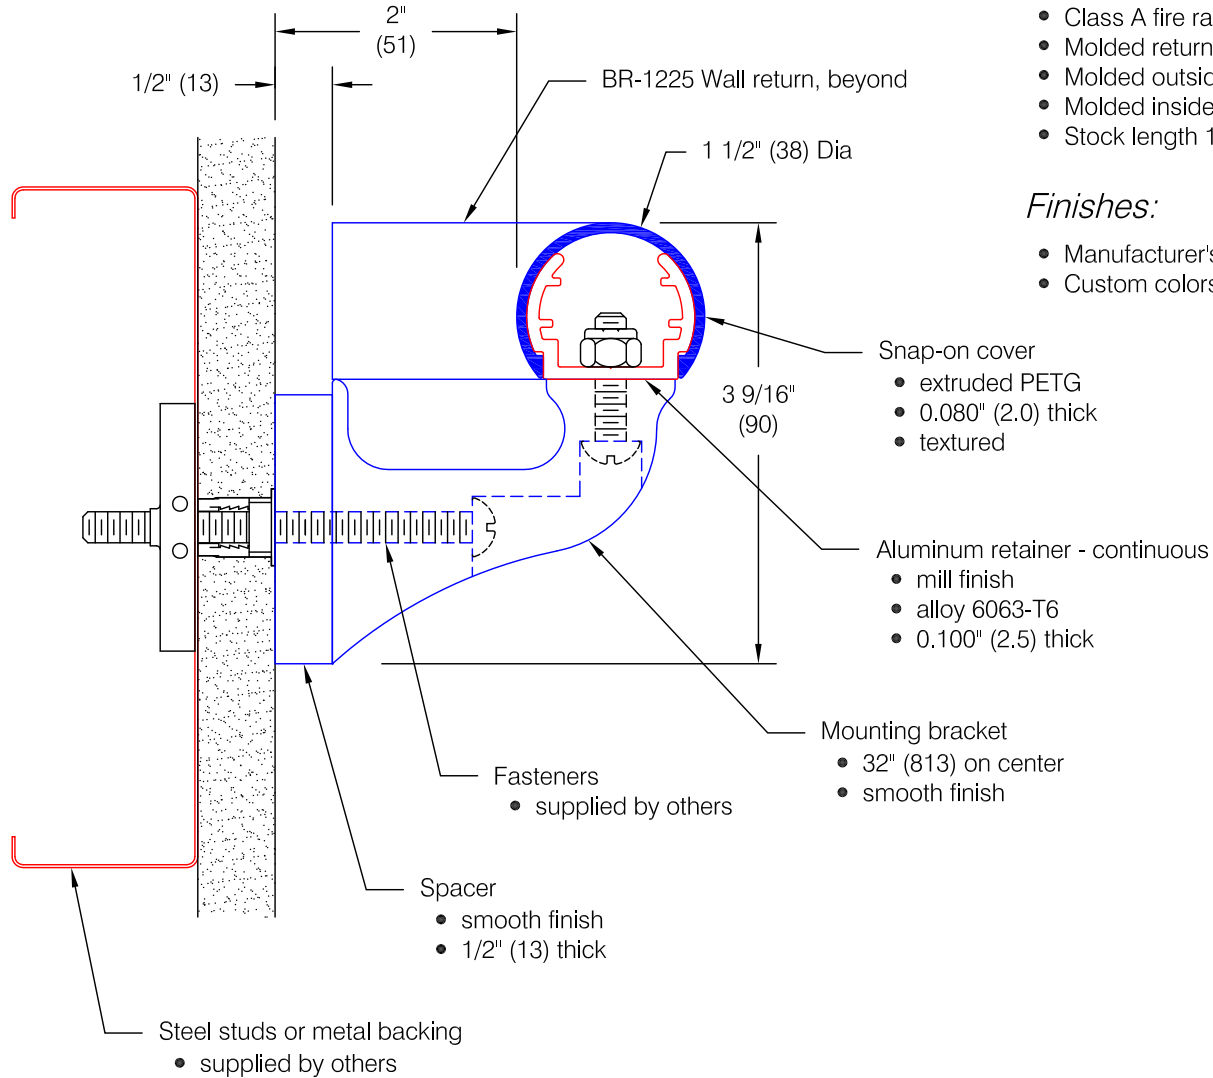 2"
(51)
1/2" (13)
BR-1225 Wall return, beyond
1 1/2" (38) Dia
• Class A fire ra
• Molded return
• Molded outsid
• Molded inside
• Stock length 1
Finishes:
• Manufacturer's
• Custom colors
Snap-on cover
• extruded PETG
• 0.080" (2.0) thick
• textured
3 9/16"
(90)
Aluminum retainer - continuous
• mill finish
• alloy 6063-T6
• 0.100" (2.5) thick
Mounting bracket
• 32" (813) on center
• smooth finish
Fasteners
• supplied by others
Spacer
• smooth finish
• 1/2" (13) thick
Steel studs or metal backing
• supplied by others